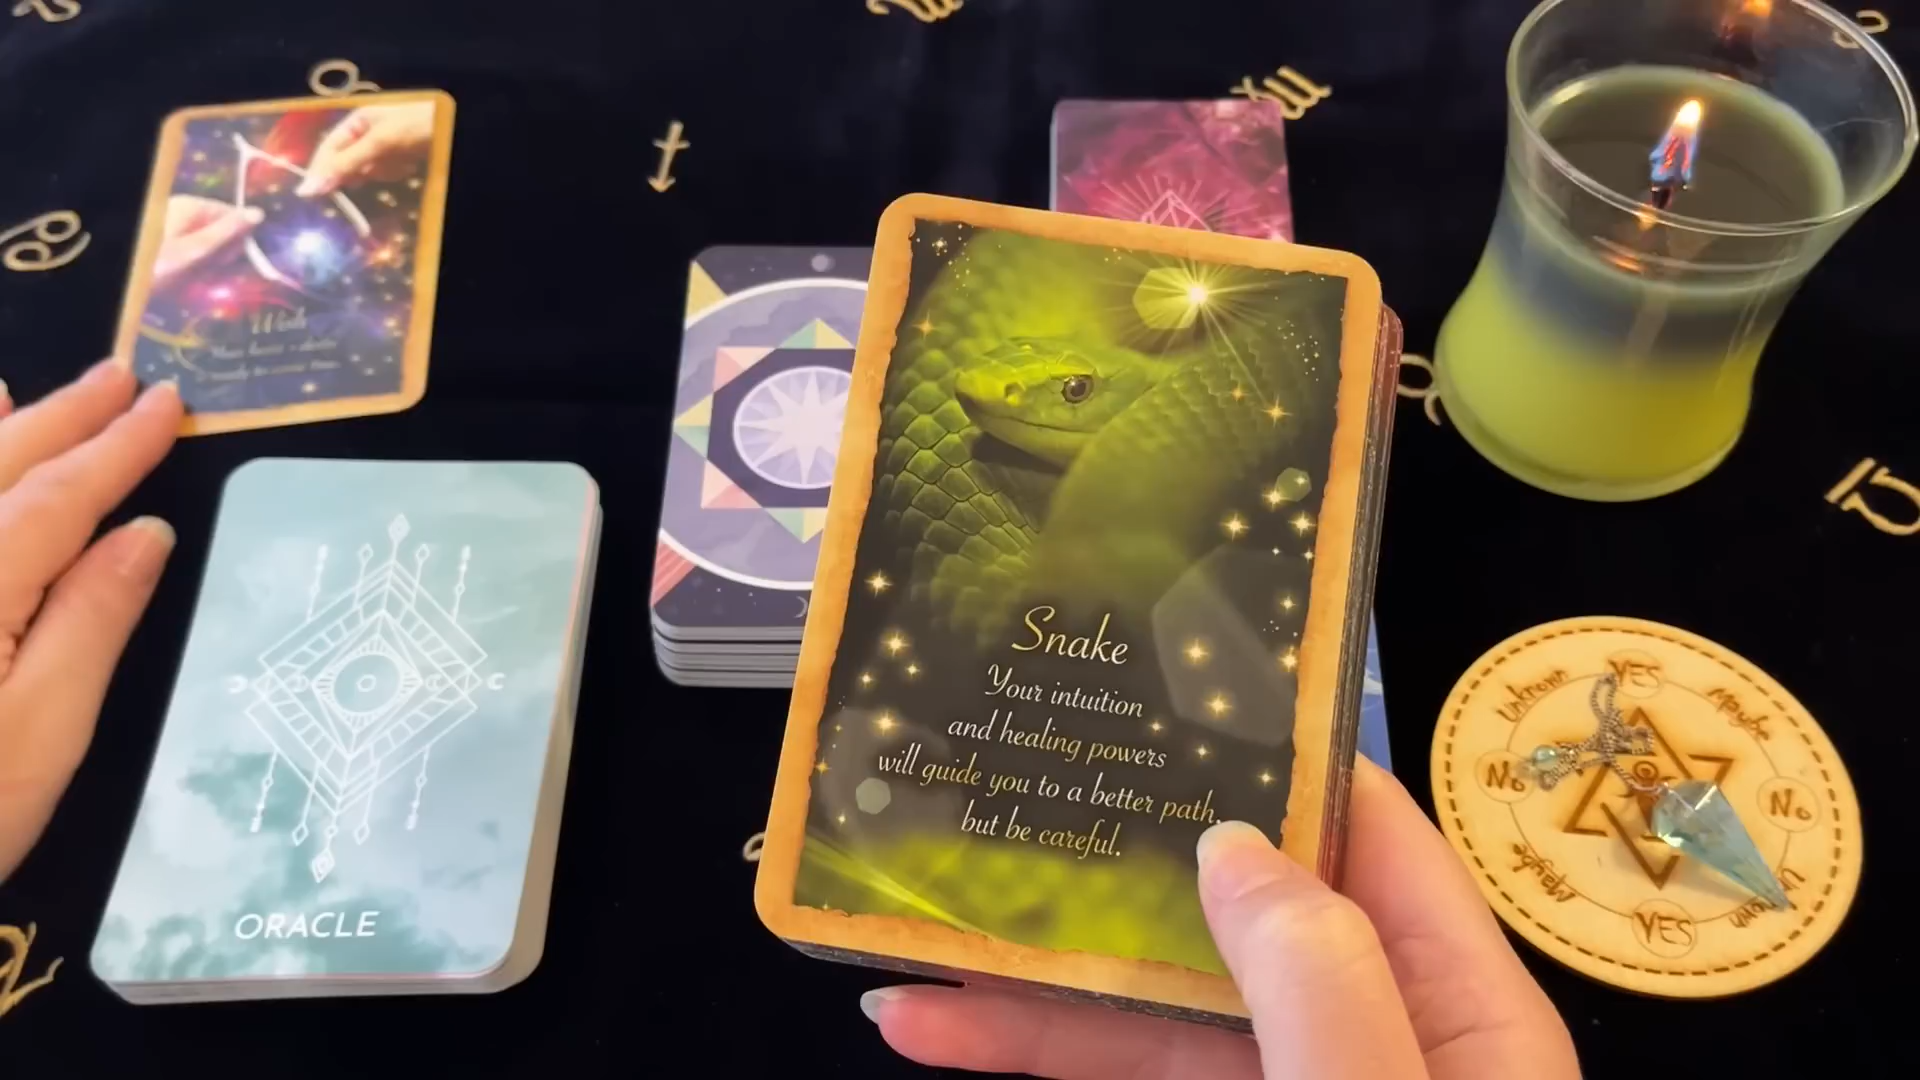 Wish
Snake
Your intuition
and healing powers
will guide you to a better path,
but be careful.
ORACLE
YES
Unknown
Maybe
No
No
Maybe
YES